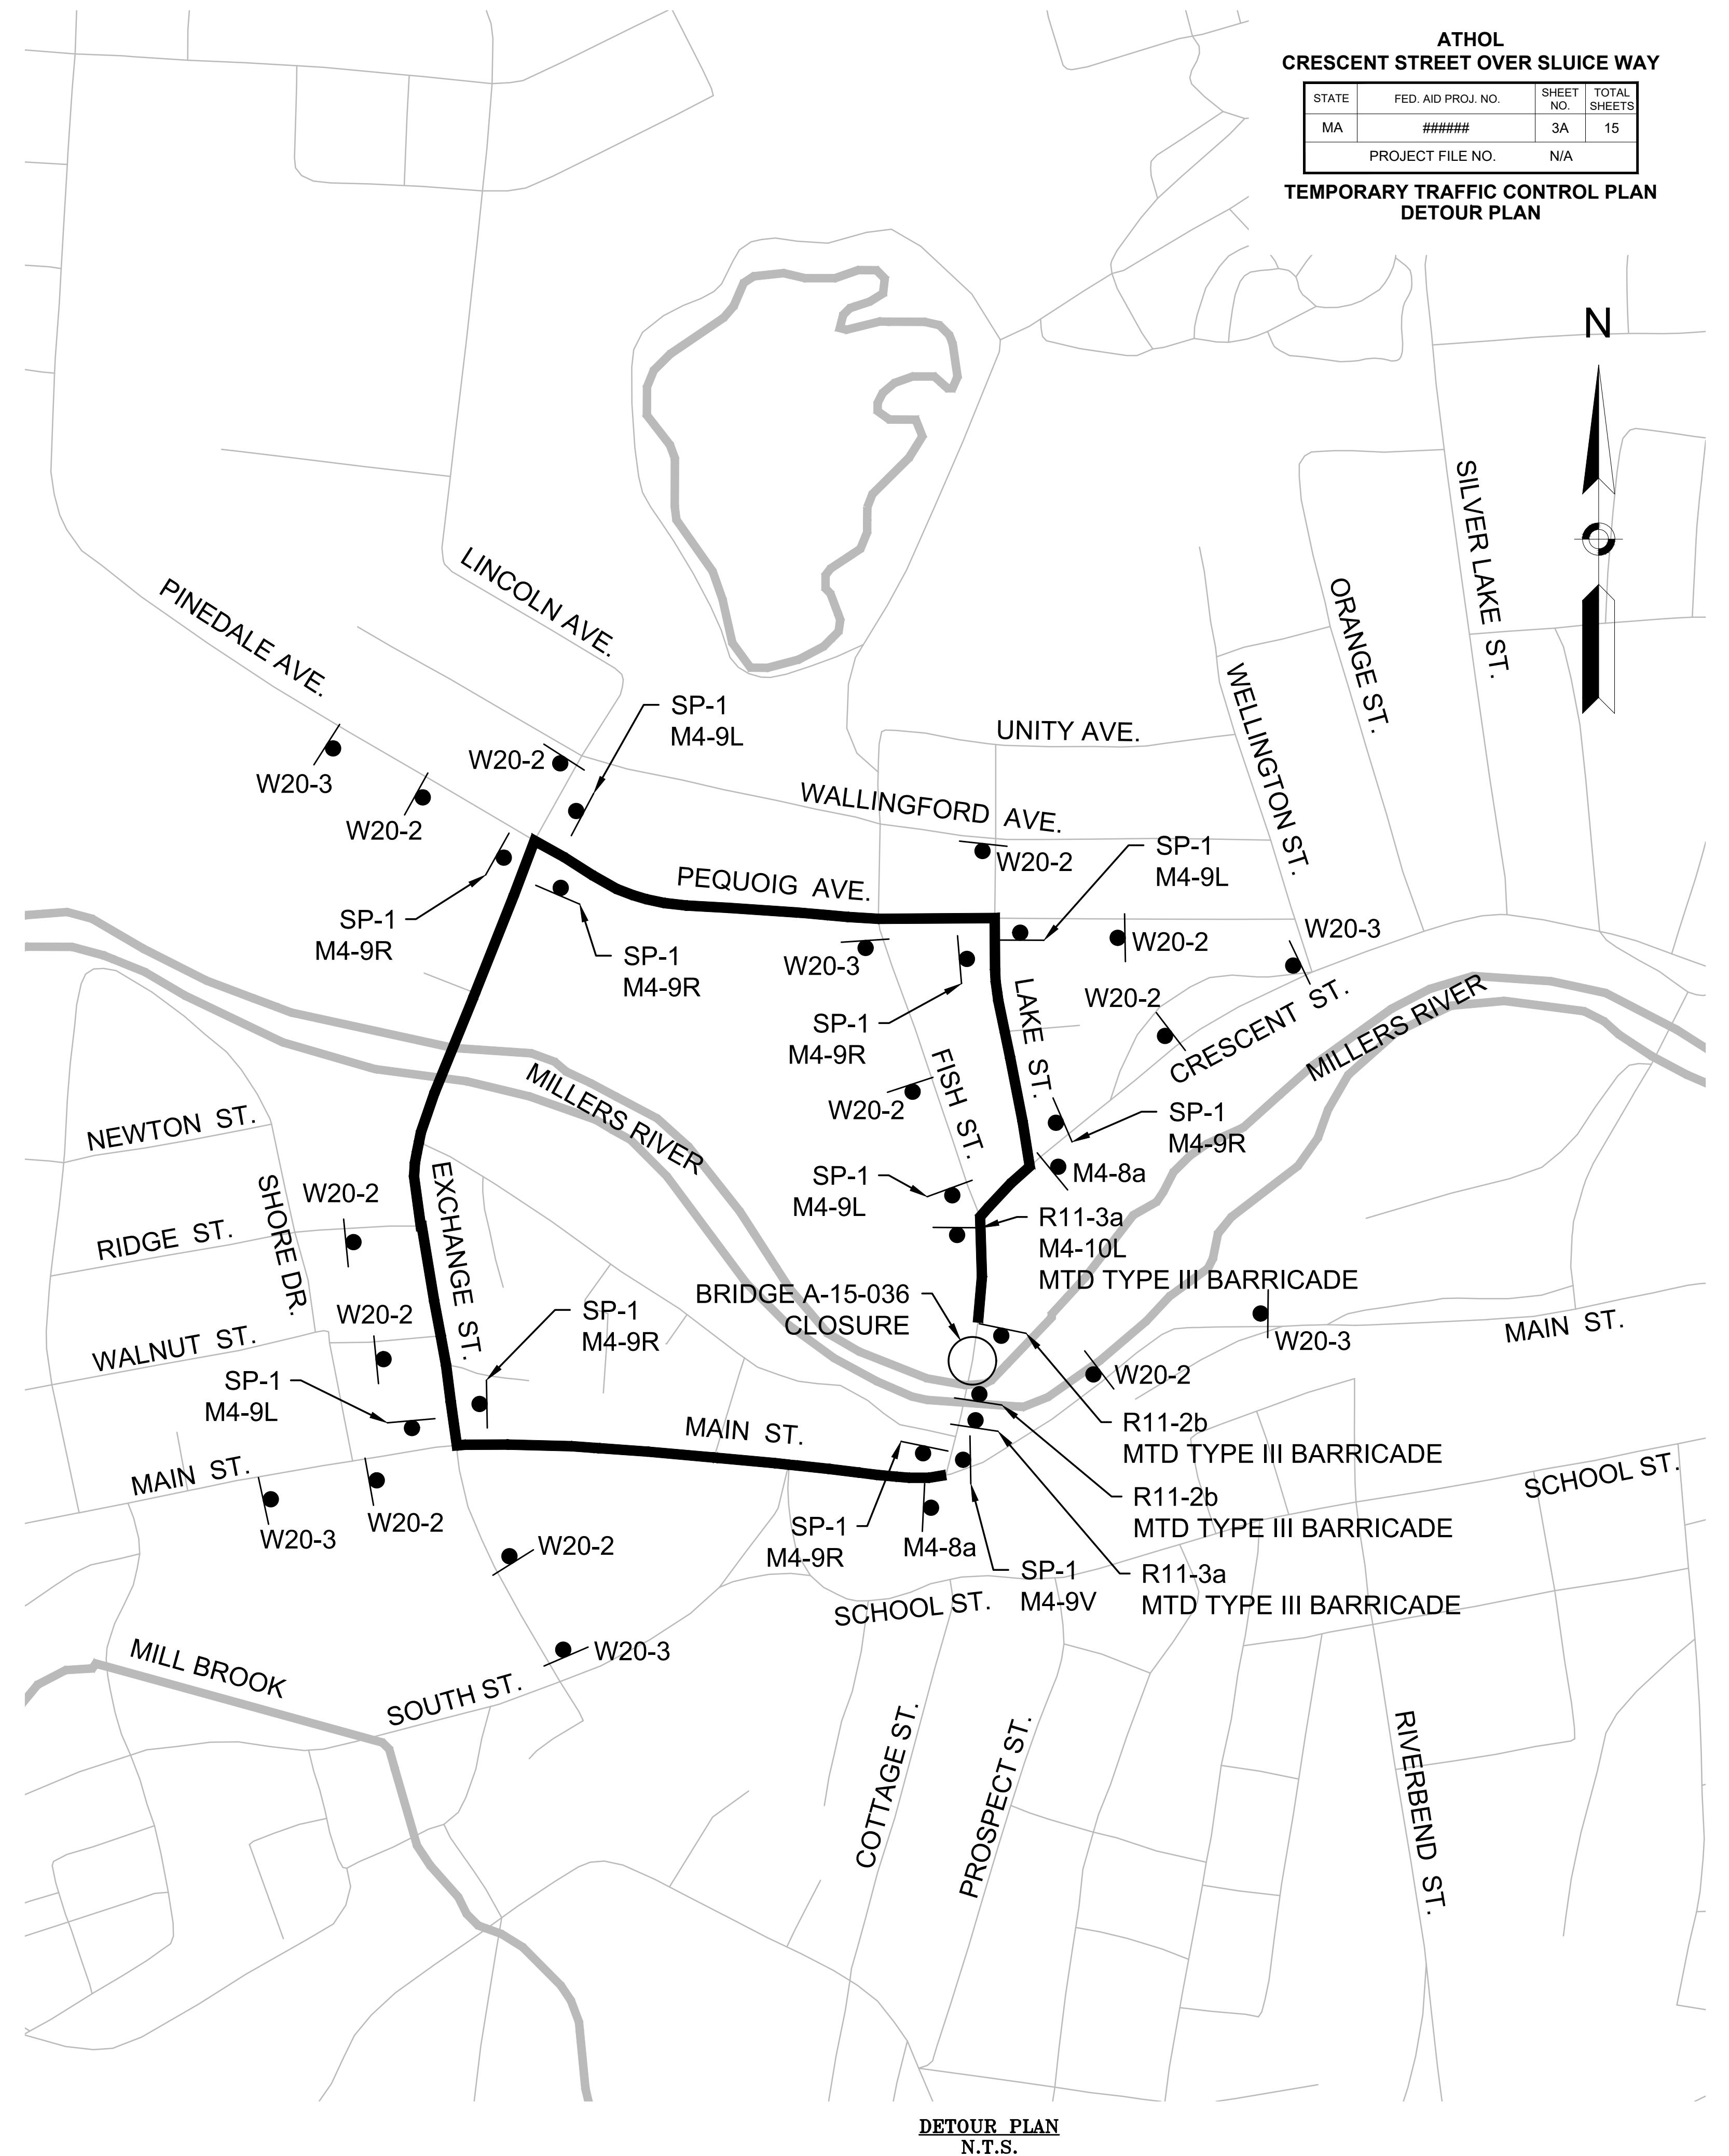 ATHOL
CRESCENT STREET OVER SLUICE WAY
STATE FED. AID PROJ. NO. SHEET NO. TOTAL SHEETS
MA ###### 3A 15
PROJECT FILE NO. N/A
TEMPORARY TRAFFIC CONTROL PLAN
DETOUR PLAN
N
SILVER LAKE ST.
ORANGE ST.
LINCOLN AVE.
PINEDALE AVE.
WELLINGTON ST.
SP-1
M4-9L
UNITY AVE.
W20-2
W20-3
W20-2
WALLINGFORD AVE.
W20-2
SP-1
M4-9L
PEQUOIG AVE.
SP-1
M4-9R
SP-1
M4-9R
W20-3
W20-2
W20-3
SP-1
M4-9R
LAKE ST.
W20-2
CRESCENT ST.
MILLERS RIVER
MILLERS RIVER
FISH ST.
W20-2
SP-1
M4-9R
NEWTON ST.
M4-8a
SP-1
M4-9L
EXCHANGE ST.
SHORE DR.
W20-2
RIDGE ST.
R11-3a
M4-10L
MTD TYPE III BARRICADE
BRIDGE A-15-036
CLOSURE
W20-2
SP-1
M4-9R
WALNUT ST.
W20-3
MAIN ST.
W20-2
SP-1
M4-9L
R11-2b
MTD TYPE III BARRICADE
MAIN ST.
MAIN ST.
SCHOOL ST.
R11-2b
MTD TYPE III BARRICADE
W20-3
W20-2
W20-2
SP-1
M4-9R
M4-8a
SP-1
M4-9V
R11-3a
MTD TYPE III BARRICADE
SCHOOL ST.
W20-3
MILL BROOK
SOUTH ST.
COTTAGE ST.
PROSPECT ST.
RIVERBEND ST.
DETOUR PLAN
N.T.S.